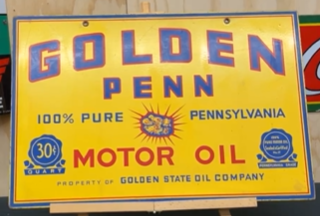 GOLDEN
PENN
100% PURE PENNSYLVANIA
30¢
QUART
MOTOR OIL
PROPERTY OF GOLDEN STATE OIL COMPANY